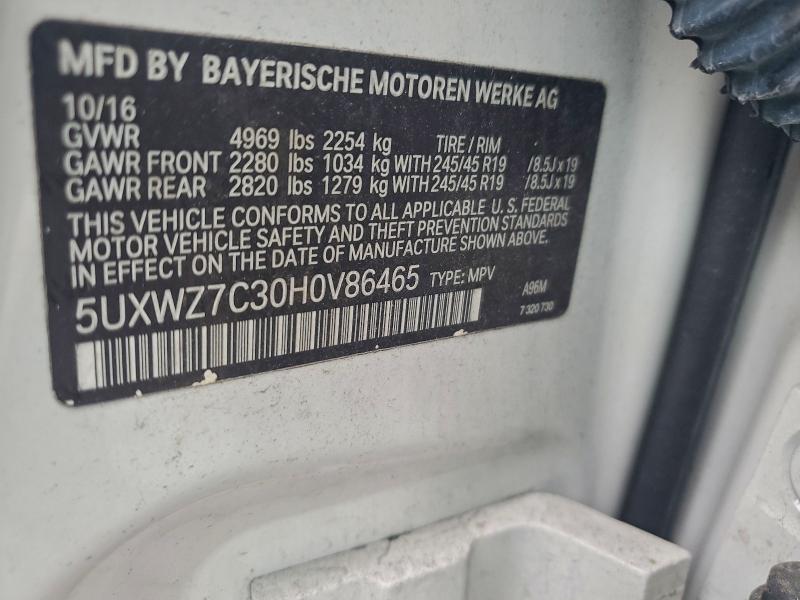 MFD BY BAYERISCHE MOTOREN WERKE AG
10/16
GVWR 4969 lbs 2254 kg TIRE / RIM
GAWR FRONT 2280 lbs 1034 kg WITH 245/45 R19 / 8.5J x 19
GAWR REAR 2820 lbs 1279 kg WITH 245/45 R19 / 8.5J x 19
THIS VEHICLE CONFORMS TO ALL APPLICABLE U. S. FEDERAL
MOTOR VEHICLE SAFETY AND THEFT PREVENTION STANDARDS
IN EFFECT ON THE DATE OF MANUFACTURE SHOWN ABOVE.
5UXWZ7C30H0V86465 TYPE: MPV A96M
7 320 730